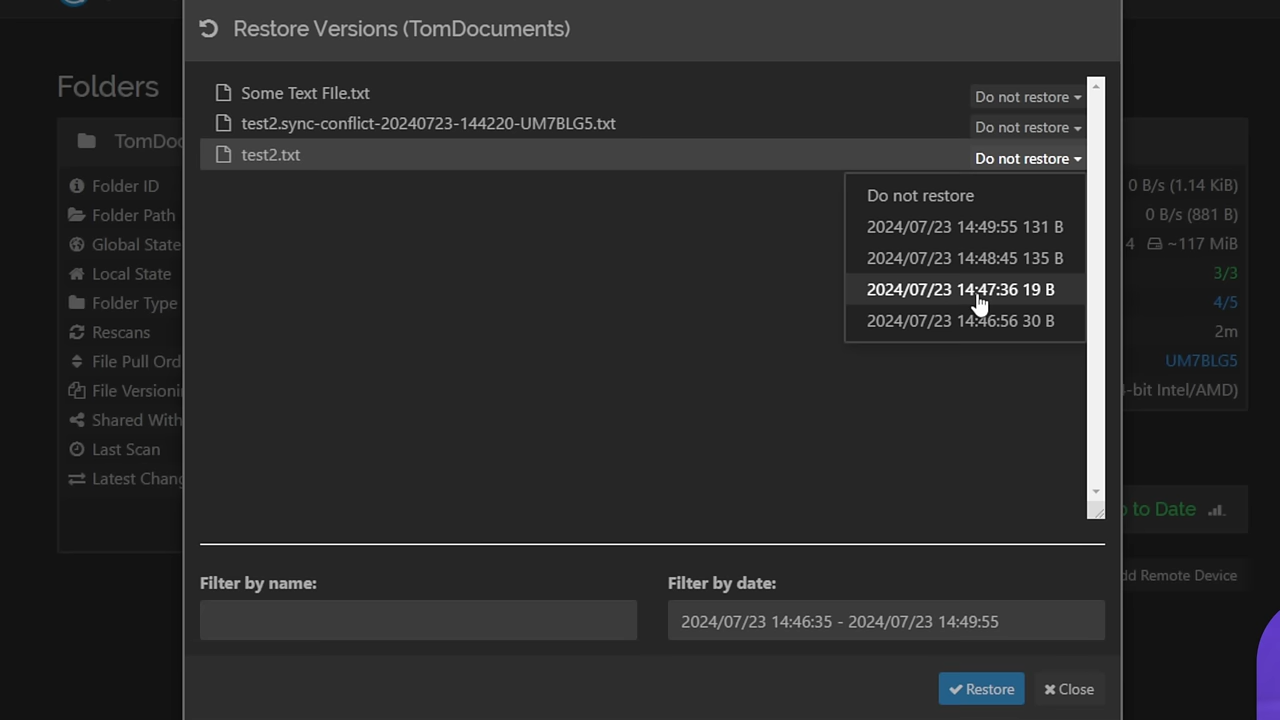 Restore Versions (TomDocuments)
Folders
Some Text FIle.txt
Do not restore
test2.sync-conflict-20240723-144220-UM7BLG5.txt
Do not restore
test2.txt
Do not restore
Do not restore
2024/07/23 14:49:55 131 B
2024/07/23 14:48:45 135 B
2024/07/23 14:47:36 19 B
2024/07/23 14:46:56 30 B
TomDoc
Folder ID
Folder Path
Global State
Local State
Folder Type
Rescans
File Pull Ord
File Versioni
Shared With
Last Scan
Latest Chang
0 B/s (1.14 KiB)
0 B/s (881 B)
4 ~117 MiB
3/3
4/5
2m
UM7BLG5
-bit Intel/AMD)
to Date
dd Remote Device
Filter by name:
Filter by date:
2024/07/23 14:46:35 - 2024/07/23 14:49:55
Restore
Close